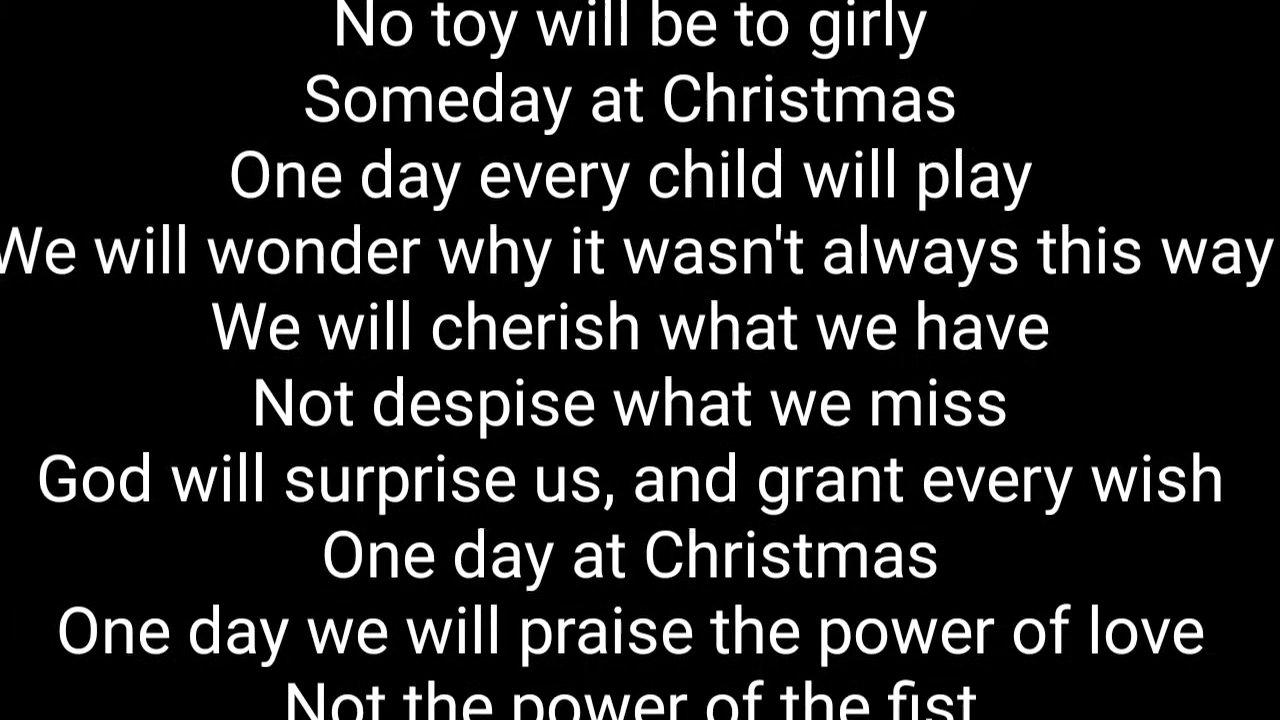 No toy will be to girly
Someday at Christmas
One day every child will play
We will wonder why it wasn't always this way
We will cherish what we have
Not despise what we miss
God will surprise us, and grant every wish
One day at Christmas
One day we will praise the power of love
Not the power of the fist